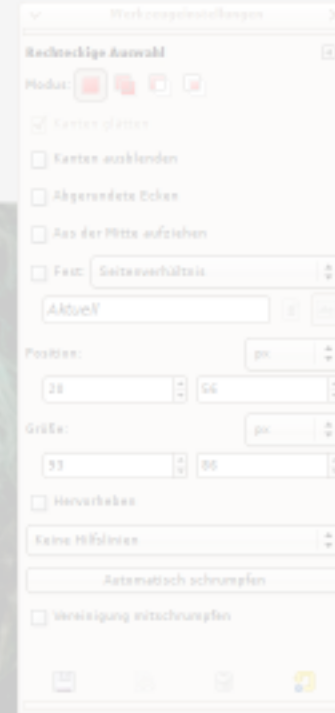 Werkzeugeinstellungen
Rechteckige Auswahl
Modus:
Kanten glätten
Kanten ausblenden
Abgerundete Ecken
Aus der Mitte aufziehen
Fest: Seitenverhältnis
Aktuell
Position: px
28 56
Größe: px
93 86
Hervorheben
Keine Hilfslinien
Automatisch schrumpfen
Vereinigung mitschrumpfen